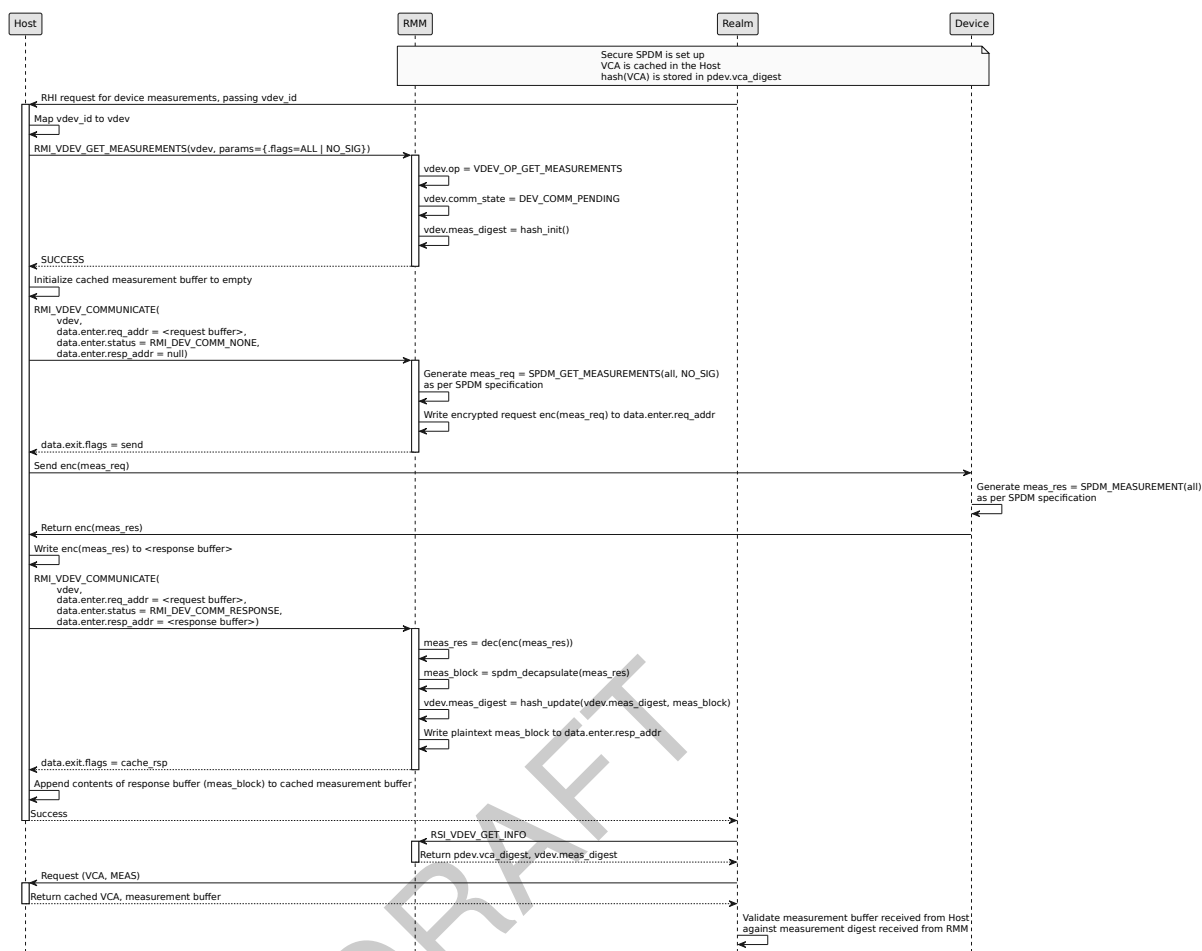 Host
RMM
Realm
Device
Secure SPDM is set up
VCA is cached in the Host
hash(VCA) is stored in pdev.vca_digest
RHI request for device measurements, passing vdev_id
Map vdev_id to vdev
RMI_VDEV_GET_MEASUREMENTS(vdev, params={.flags=ALL | NO_SIG})
vdev.op = VDEV_OP_GET_MEASUREMENTS
vdev.comm_state = DEV_COMM_PENDING
vdev.meas_digest = hash_init()
SUCCESS
Initialize cached measurement buffer to empty
RMI_VDEV_COMMUNICATE(
vdev,
data.enter.req_addr = <request buffer>,
data.enter.status = RMI_DEV_COMM_NONE,
data.enter.resp_addr = null)
Generate meas_req = SPDM_GET_MEASUREMENTS(all, NO_SIG)
as per SPDM specification
Write encrypted request enc(meas_req) to data.enter.req_addr
data.exit.flags = send
Send enc(meas_req)
Generate meas_res = SPDM_MEASUREMENT(all)
as per SPDM specification
Return enc(meas_res)
Write enc(meas_res) to <response buffer>
RMI_VDEV_COMMUNICATE(
vdev,
data.enter.req_addr = <request buffer>,
data.enter.status = RMI_DEV_COMM_RESPONSE,
data.enter.resp_addr = <response buffer>)
meas_res = dec(enc(meas_res))
meas_block = spdm_decapsulate(meas_res)
vdev.meas_digest = hash_update(vdev.meas_digest, meas_block)
Write plaintext meas_block to data.enter.resp_addr
data.exit.flags = cache_rsp
Append contents of response buffer (meas_block) to cached measurement buffer
Success
RSI_VDEV_GET_INFO
Return pdev.vca_digest, vdev.meas_digest
Request (VCA, MEAS)
Return cached VCA, measurement buffer
Validate measurement buffer received from Host
against measurement digest received from RMM
DRAFT